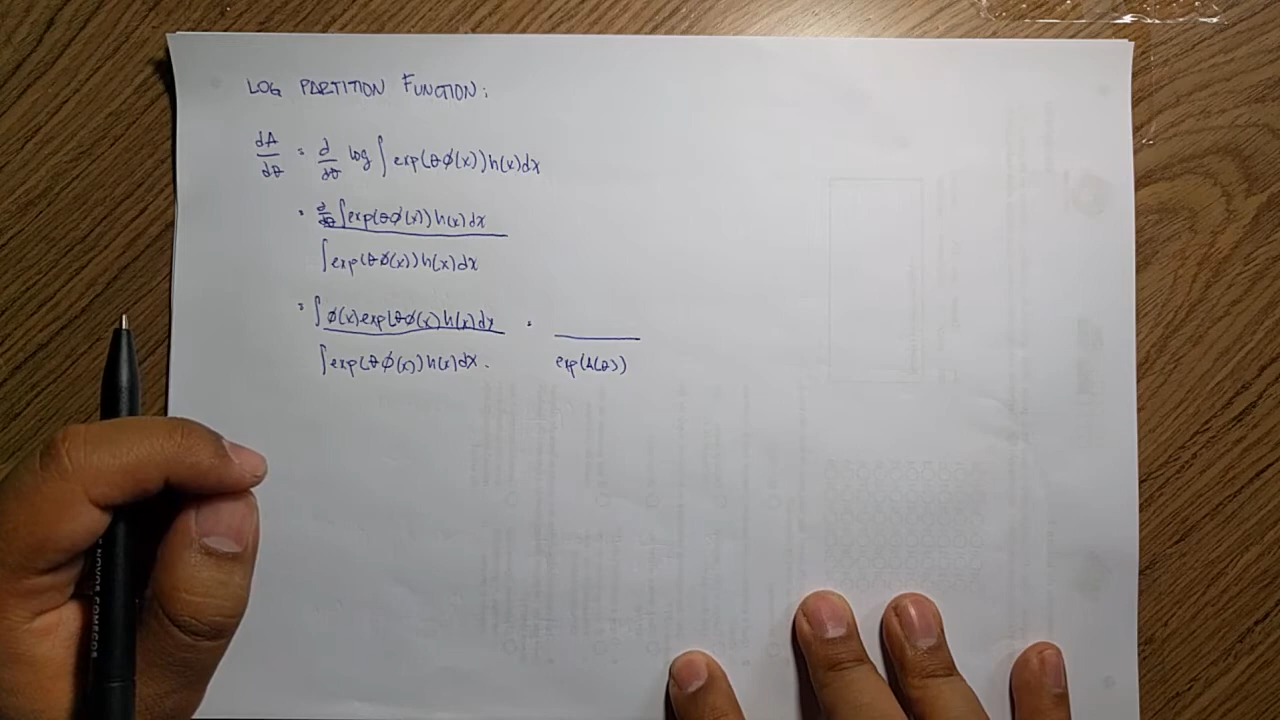 LOG PARTITION FUNCTION:
dA/dθ = d/dθ log ∫ exp(θϕ(x))h(x)dx
= d/dθ ∫exp(θϕ(x))h(x)dx
∫exp(θϕ(x))h(x)dx
= ∫ϕ(x)exp(θϕ(x)h(x)dx =
∫exp(θϕ(x))h(x)dx. exp(A(θ))